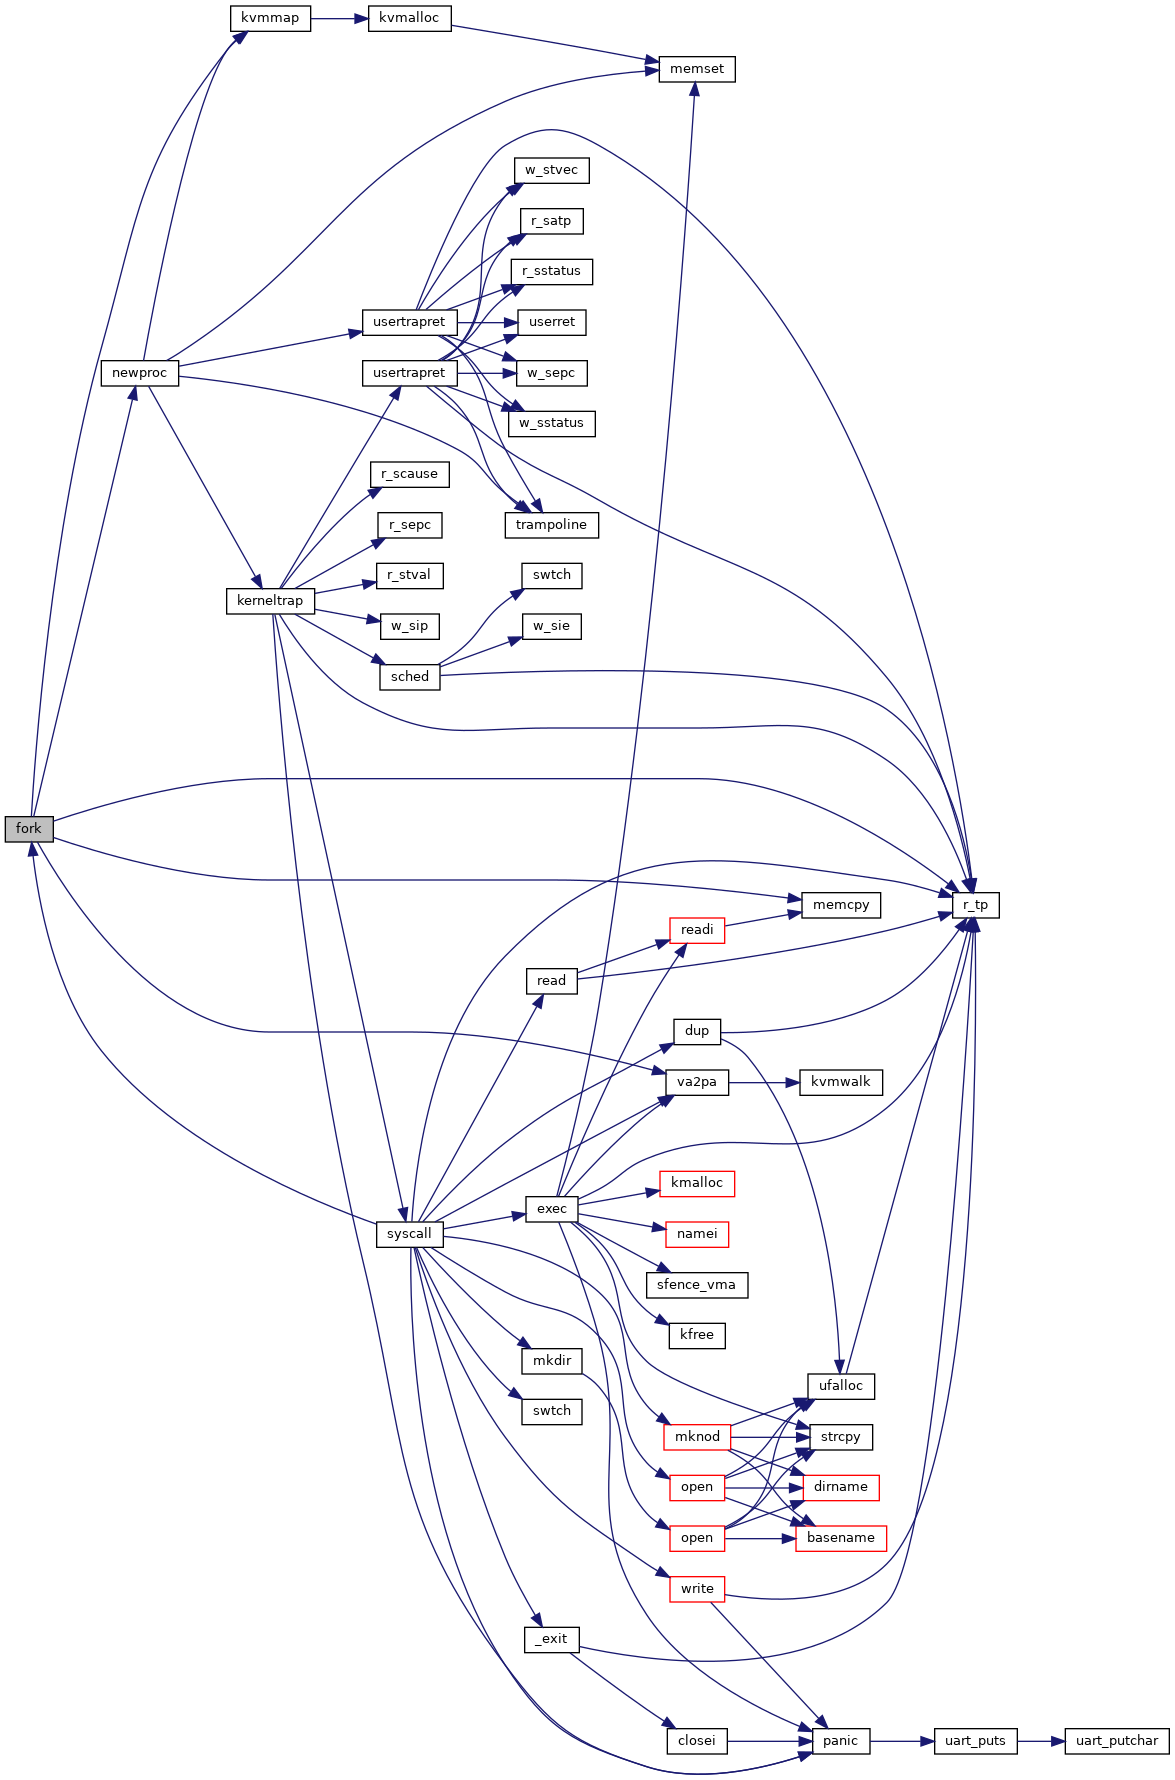 kvmmap
kvmalloc
memset
w_stvec
r_satp
r_sstatus
usertrapret
userret
newproc
usertrapret
w_sepc
w_sstatus
r_scause
r_sepc
trampoline
r_stval
swtch
kerneltrap
w_sip
w_sie
sched
fork
memcpy
r_tp
readi
read
dup
va2pa
kvmwalk
kmalloc
exec
syscall
namei
sfence_vma
kfree
mkdir
ufalloc
swtch
mknod
strcpy
open
dirname
open
basename
write
_exit
closei
panic
uart_puts
uart_putchar